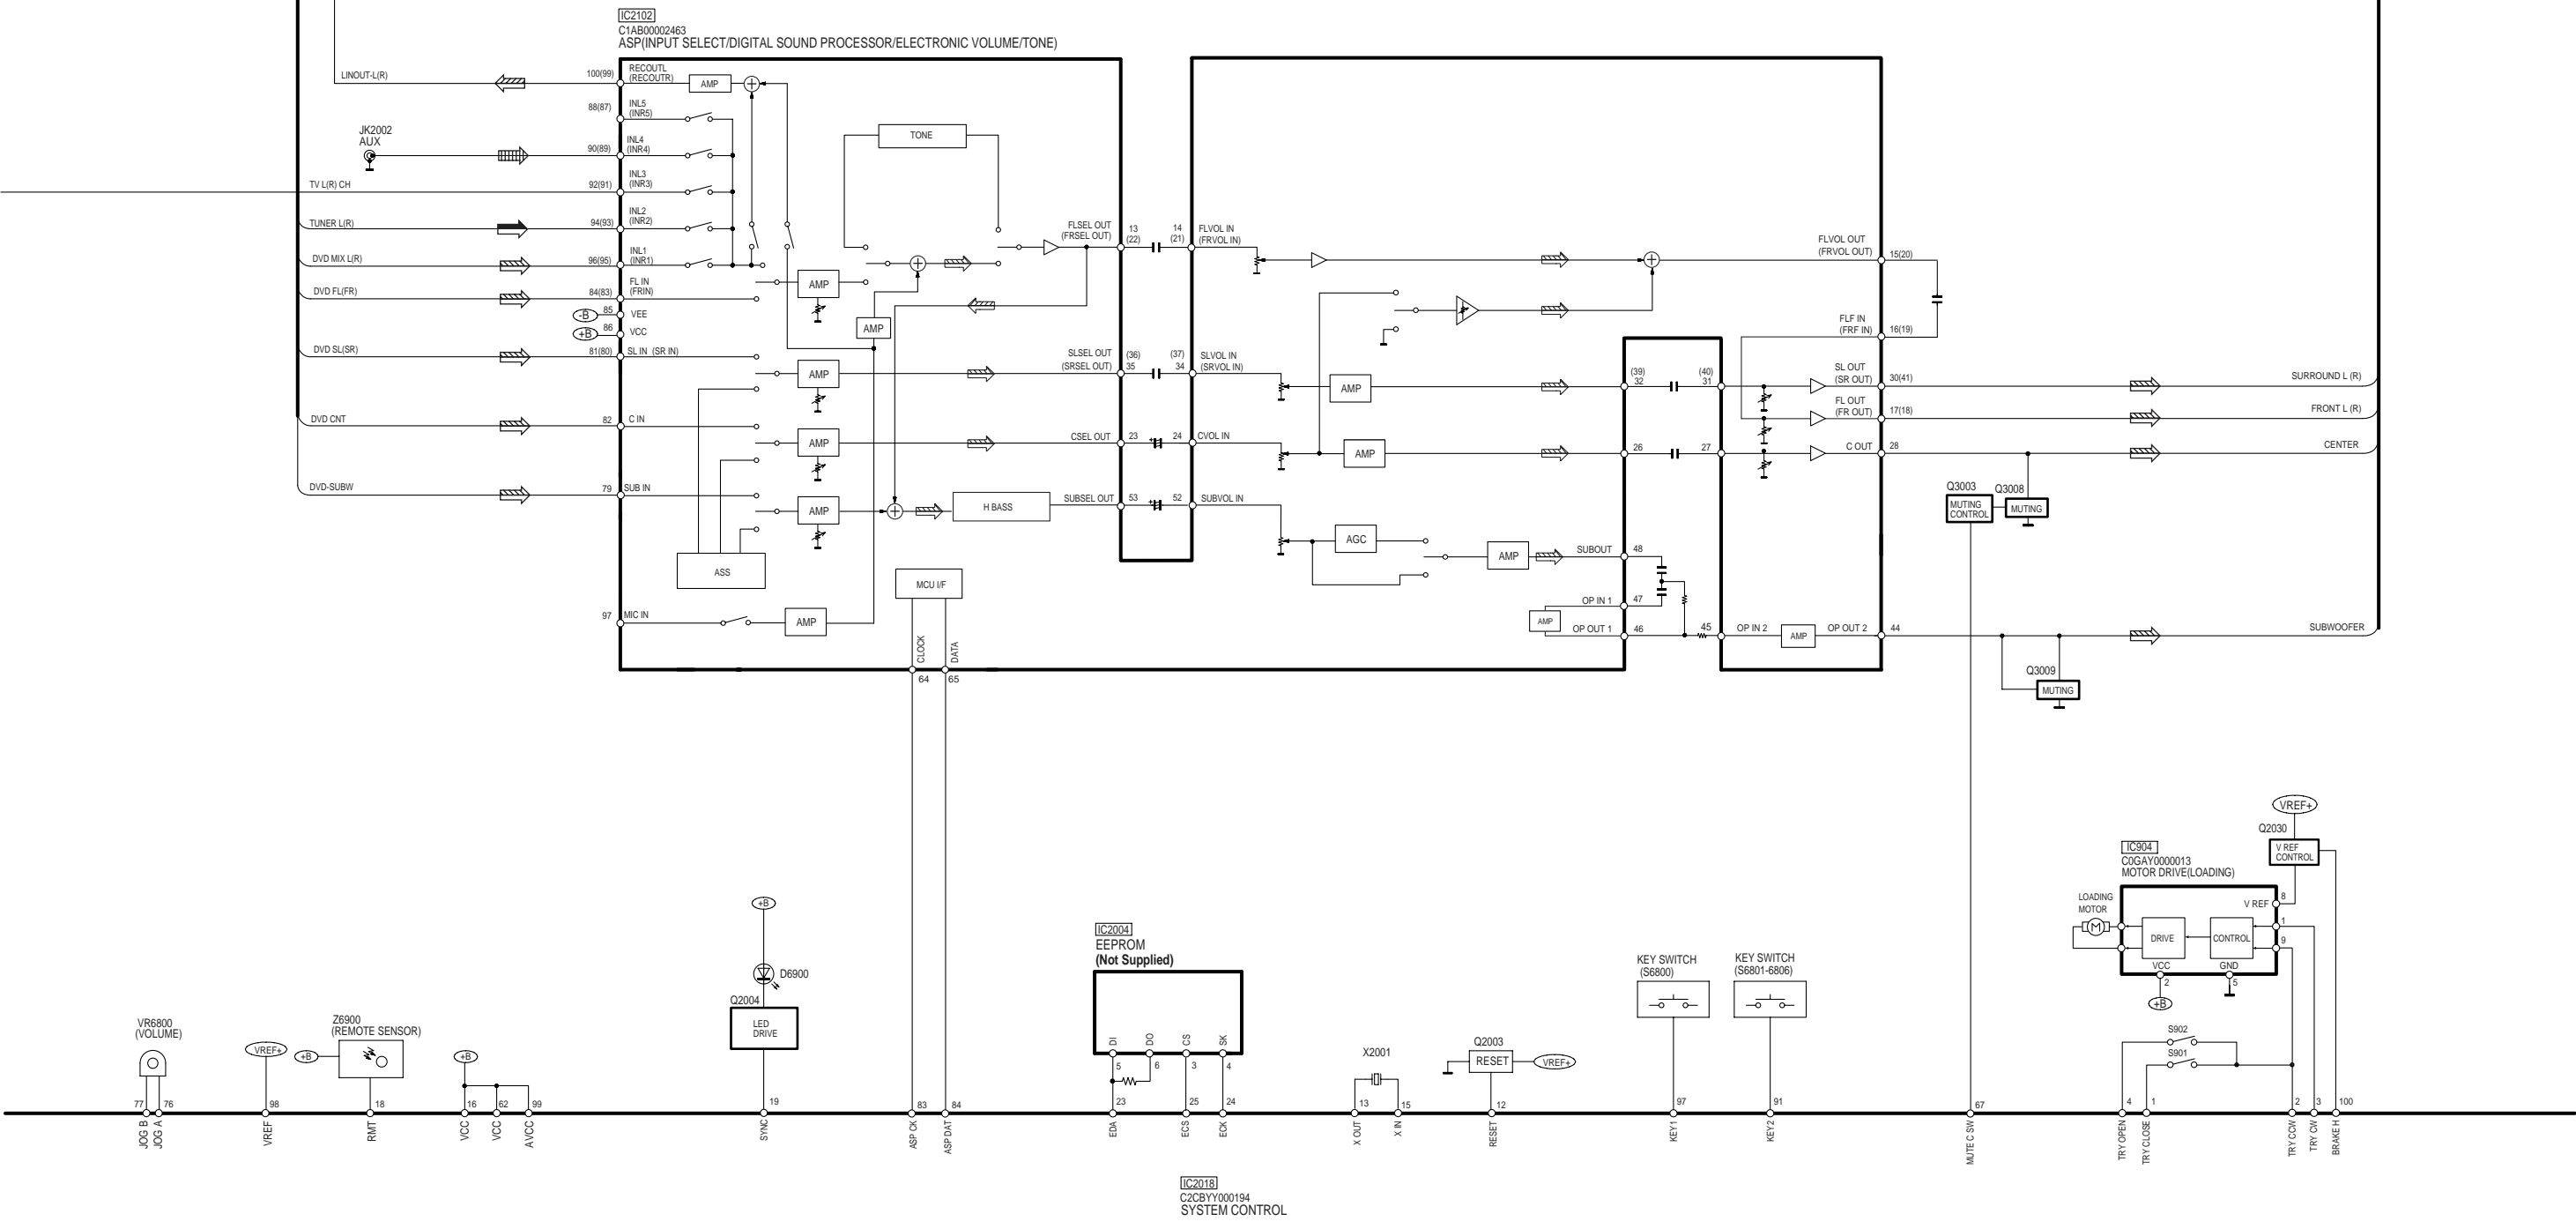 IC2102
C1AB00002463
ASP(INPUT SELECT/DIGITAL SOUND PROCESSOR/ELECTRONIC VOLUME/TONE)
LINOUT-L(R)
100(99)
RECOUTL
(RECOUTR)
AMP
88(87)
INL5
(INR5)
JK2002
AUX
90(89)
INL4
(INR4)
TONE
TV L(R) CH
92(91)
INL3
(INR3)
TUNER L(R)
94(93)
INL2
(INR2)
FLSEL OUT
(FRSEL OUT)
13
(22)
14
(21)
FLVOL IN
(FRVOL IN)
FLVOL OUT
(FRVOL OUT)
15(20)
DVD MIX L(R)
96(95)
INL1
(INR1)
DVD FL(FR)
84(83)
FL IN
(FRIN)
AMP
-B
85
VEE
+B
86
VCC
AMP
FLF IN
(FRF IN)
16(19)
DVD SL(SR)
81(80)
SL IN (SR IN)
AMP
SLSEL OUT
(SRSEL OUT)
(36)
35
(37)
34
SLVOL IN
(SRVOL IN)
AMP
(39)
32
(40)
31
SL OUT
(SR OUT)
30(41)
SURROUND L (R)
FL OUT
(FR OUT)
17(18)
FRONT L (R)
DVD CNT
82
C IN
AMP
CSEL OUT
23
24
CVOL IN
AMP
26
27
C OUT
28
CENTER
DVD-SUBW
79
SUB IN
AMP
H BASS
SUBSEL OUT
53
52
SUBVOL IN
Q3003
MUTING
CONTROL
Q3008
MUTING
AGC
AMP
SUBOUT
48
ASS
MCU I/F
OP IN 1
47
AMP
OP OUT 1
46
45
OP IN 2
AMP
OP OUT 2
44
SUBWOOFER
97
MIC IN
AMP
CLOCK
DATA
64
65
Q3009
MUTING
VREF+
Q2030
V REF
CONTROL
IC904
C0GAY0000013
MOTOR DRIVE(LOADING)
LOADING
MOTOR
M
DRIVE
CONTROL
V REF
8
1
9
VCC
GND
2
5
+B
S902
S901
+B
D6900
Q2004
LED
DRIVE
IC2004
EEPROM
(Not Supplied)
DI
DO
CS
SK
5
6
3
4
KEY SWITCH
(S6800)
KEY SWITCH
(S6801-6806)
VR6800
(VOLUME)
VREF+
Z6900
(REMOTE SENSOR)
+B
+B
X2001
Q2003
RESET
VREF+
77
76
98
18
16
62
99
19
83
84
23
25
24
13
15
12
97
91
67
4
1
2
3
100
JOG B
JOG A
VREF
RMT
VCC
VCC
AVCC
SYNC
ASP CK
ASP DAT
EDA
ECS
ECK
X OUT
X IN
RESET
KEY1
KEY2
MUTE C SW
TRY OPEN
TRY CLOSE
TRY CCW
TRY CW
BRAKE H
IC2018
C2CBYY000194
SYSTEM CONTROL